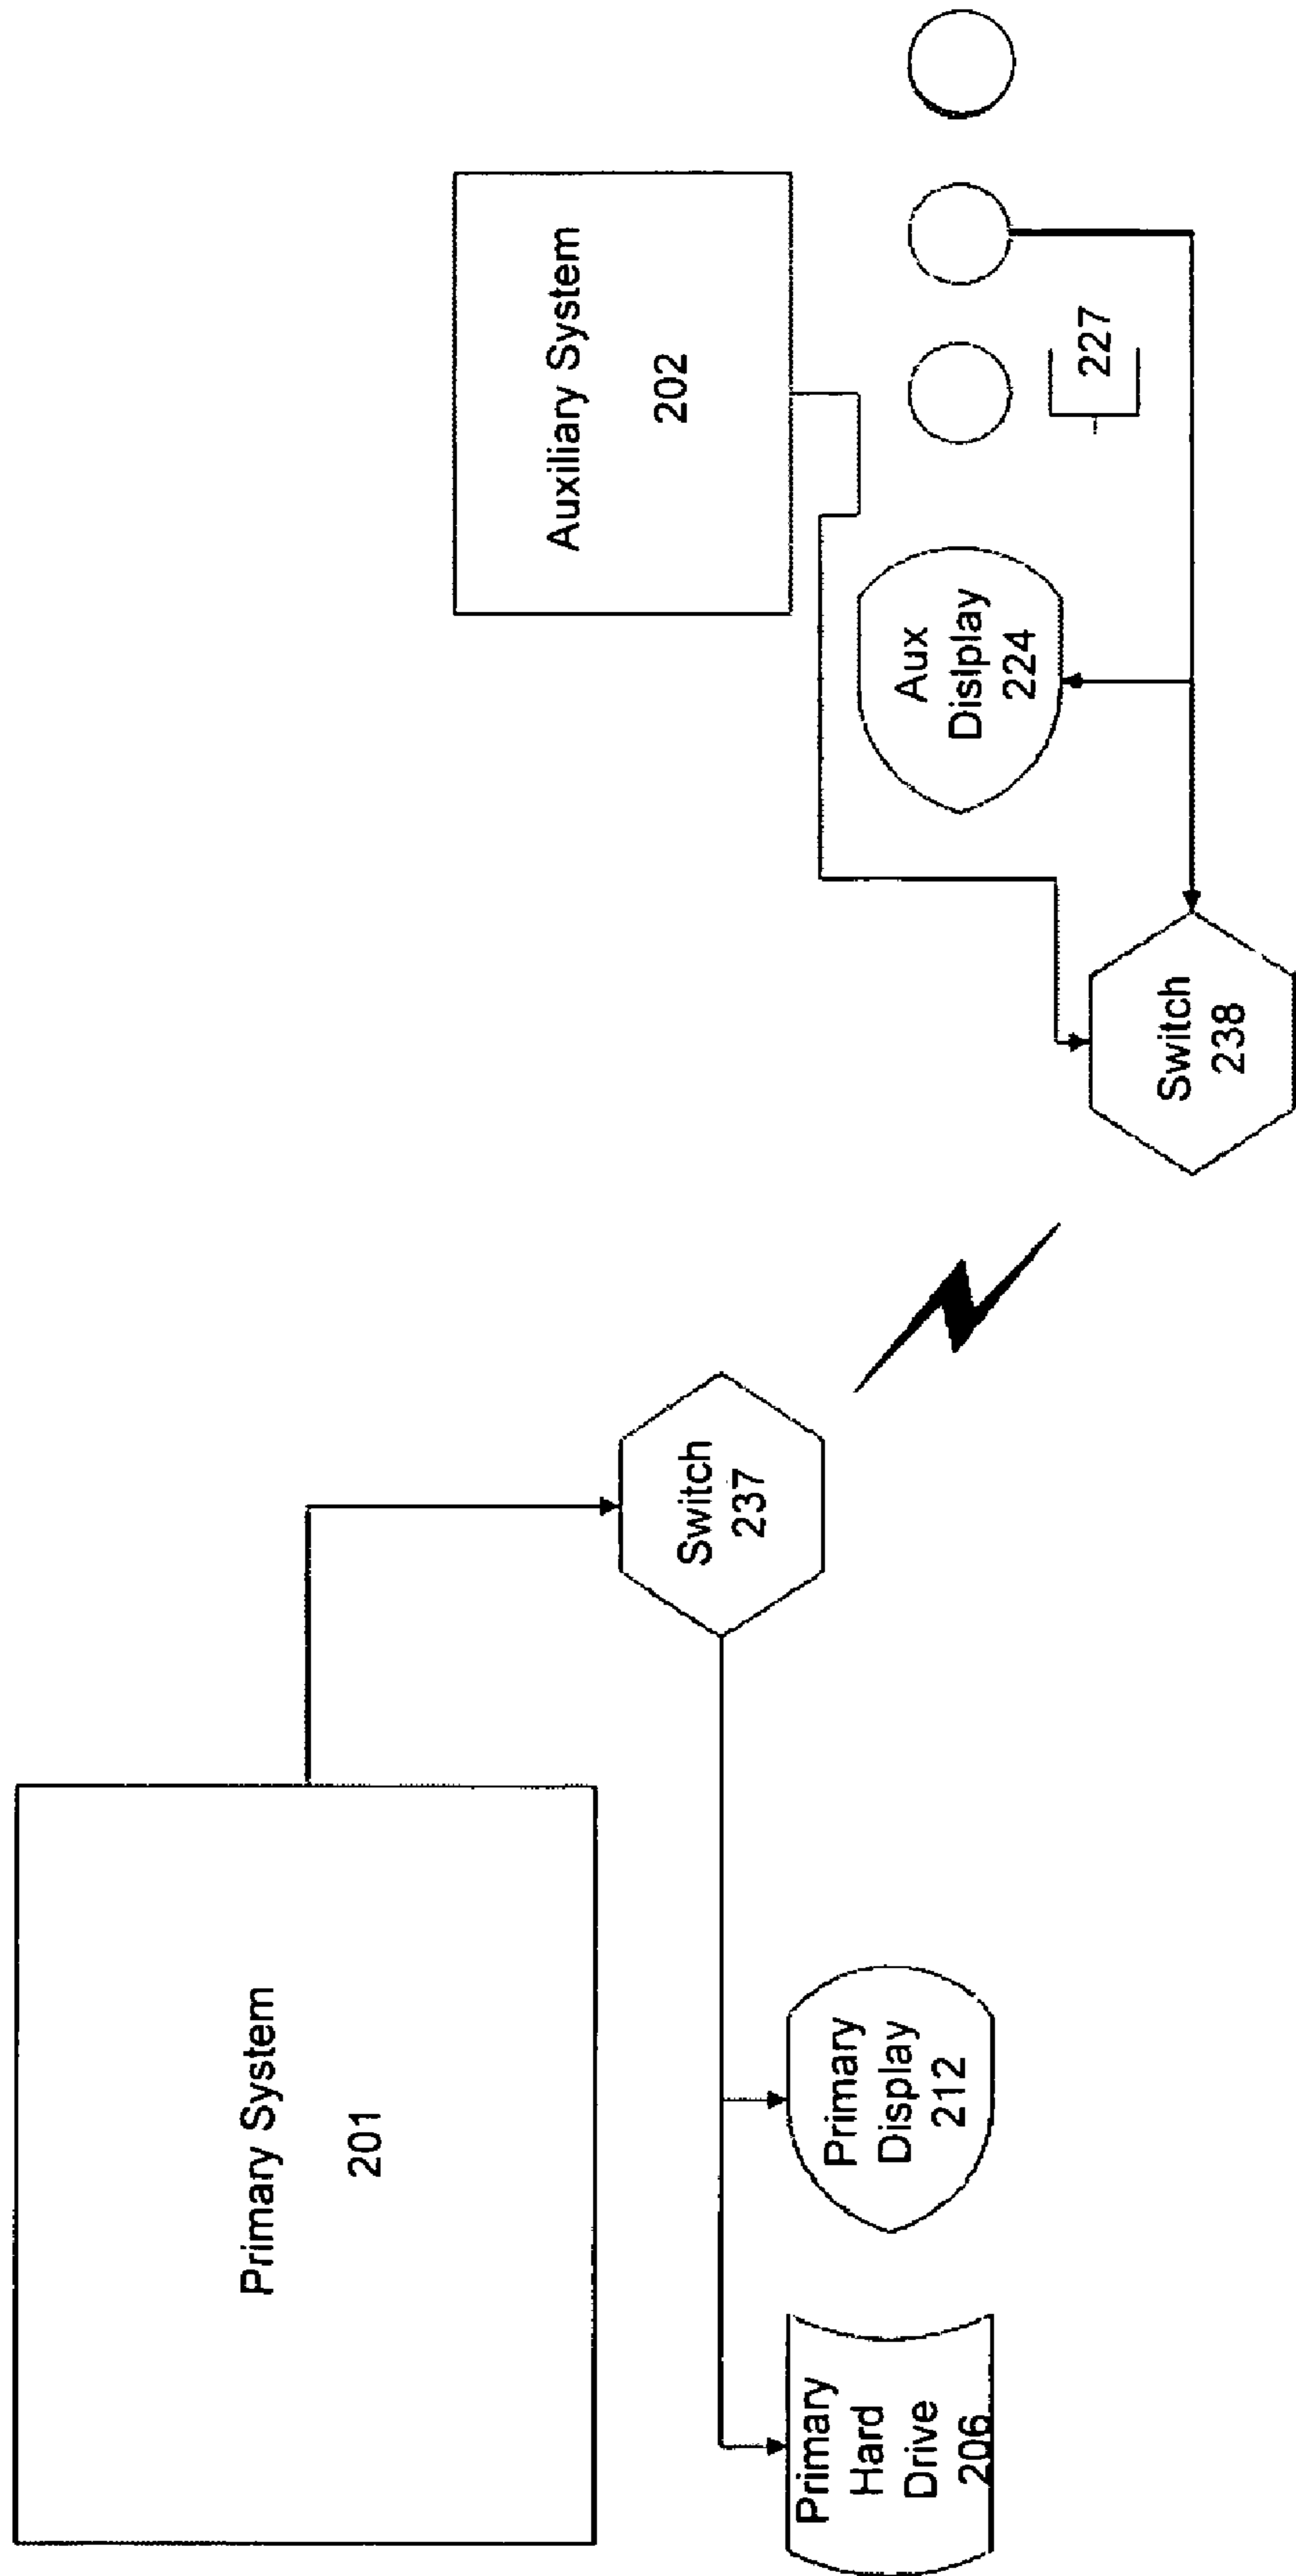 Primary System
201
Auxiliary System
202
Switch
237
Primary
Hard
Drive
206
Primary
Display
212
Aux
Dislplay
224
227
Switch
238